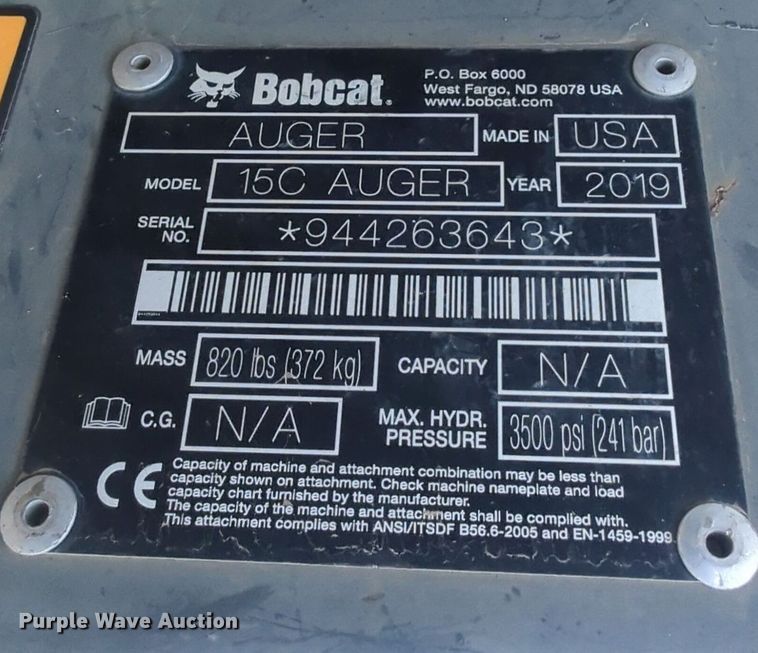 Bobcat.
P.O. Box 6000
West Fargo, ND 58078 USA
www.bobcat.com
AUGER MADE IN USA
MODEL 15C AUGER YEAR 2019
SERIAL NO. *944263643*
MASS 820 lbs (372 kg) CAPACITY N/A
C.G. N/A MAX. HYDR. PRESSURE 3500 psi (241 bar)
CE
Capacity of machine and attachment combination may be less than
capacity shown on attachment. Check machine nameplate and load
capacity chart furnished by the manufacturer.
The capacity of the machine and attachment shall be complied with.
This attachment complies with ANSI/ITSDF B56.6-2005 and EN-1459-1999
Purple Wave Auction